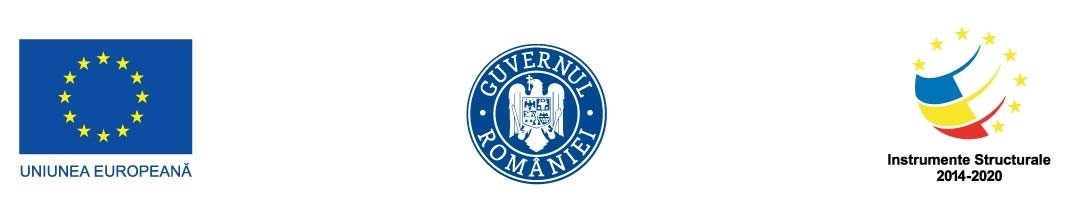 GUVERNUL
ROMÂNIEI
UNIUNEA EUROPEANĂ
Instrumente Structurale
2014-2020